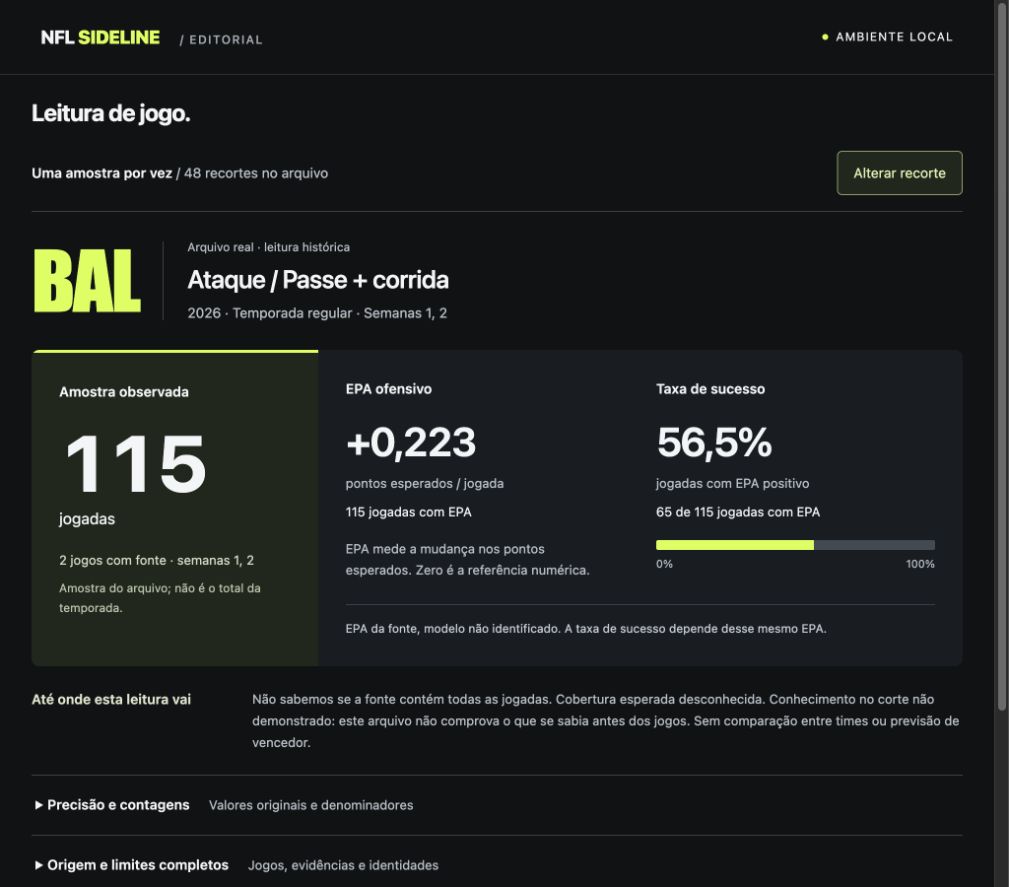 NFL SIDELINE / EDITORIAL
AMBIENTE LOCAL
Leitura de jogo.
Uma amostra por vez / 48 recortes no arquivo
Alterar recorte
BAL
Arquivo real · leitura histórica
Ataque / Passe + corrida
2026 · Temporada regular · Semanas 1, 2
Amostra observada
115
jogadas
2 jogos com fonte · semanas 1, 2
Amostra do arquivo; não é o total da
temporada.
EPA ofensivo
+0,223
pontos esperados / jogada
115 jogadas com EPA
EPA mede a mudança nos pontos
esperados. Zero é a referência numérica.
Taxa de sucesso
56,5%
jogadas com EPA positivo
65 de 115 jogadas com EPA
0% 100%
EPA da fonte, modelo não identificado. A taxa de sucesso depende desse mesmo EPA.
Até onde esta leitura vai
Não sabemos se a fonte contém todas as jogadas. Cobertura esperada desconhecida. Conhecimento no corte não
demonstrado: este arquivo não comprova o que se sabia antes dos jogos. Sem comparação entre times ou previsão de
vencedor.
Precisão e contagens Valores originais e denominadores
Origem e limites completos Jogos, evidências e identidades